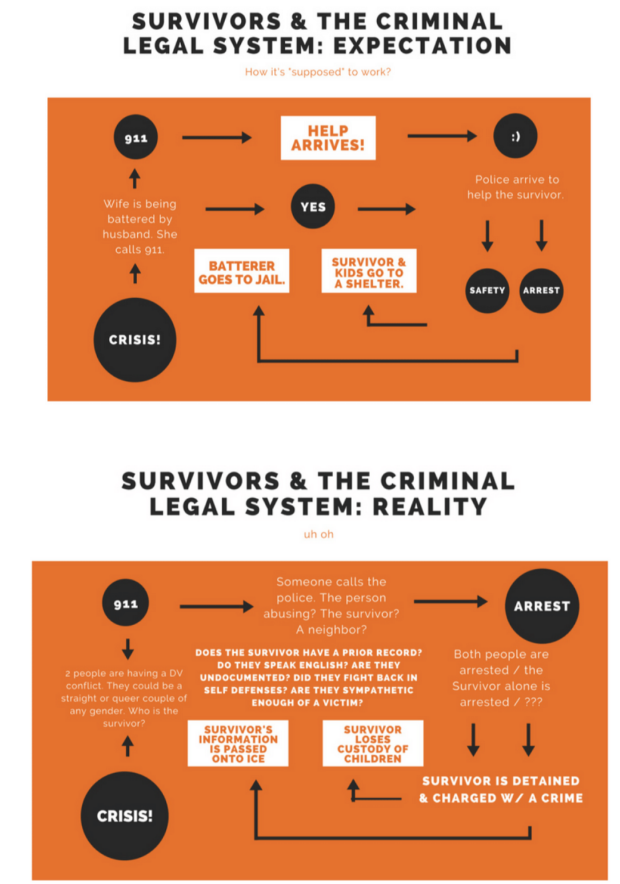 SURVIVORS & THE CRIMINAL
LEGAL SYSTEM: EXPECTATION
How it's "supposed" to work?
911
HELP
ARRIVES!
:)
Wife is being
battered by
husband. She
calls 911.
YES
Police arrive to
help the survivor.
BATTERER
GOES TO JAIL.
SURVIVOR &
KIDS GO TO
A SHELTER.
SAFETY
ARREST
CRISIS!
SURVIVORS & THE CRIMINAL
LEGAL SYSTEM: REALITY
uh oh
911
Someone calls the
police. The person
abusing? The survivor?
A neighbor?
ARREST
2 people are having a DV
conflict. They could be a
straight or queer couple of
any gender. Who is the
survivor?
DOES THE SURVIVOR HAVE A PRIOR RECORD?
DO THEY SPEAK ENGLISH? ARE THEY
UNDOCUMENTED? DID THEY FIGHT BACK IN
SELF DEFENSES? ARE THEY SYMPATHETIC
ENOUGH OF A VICTIM?
Both people are
arrested / the
Survivor alone is
arrested / ???
SURVIVOR'S
INFORMATION
IS PASSED
ONTO ICE
SURVIVOR
LOSES
CUSTODY OF
CHILDREN
SURVIVOR IS DETAINED
& CHARGED W/ A CRIME
CRISIS!